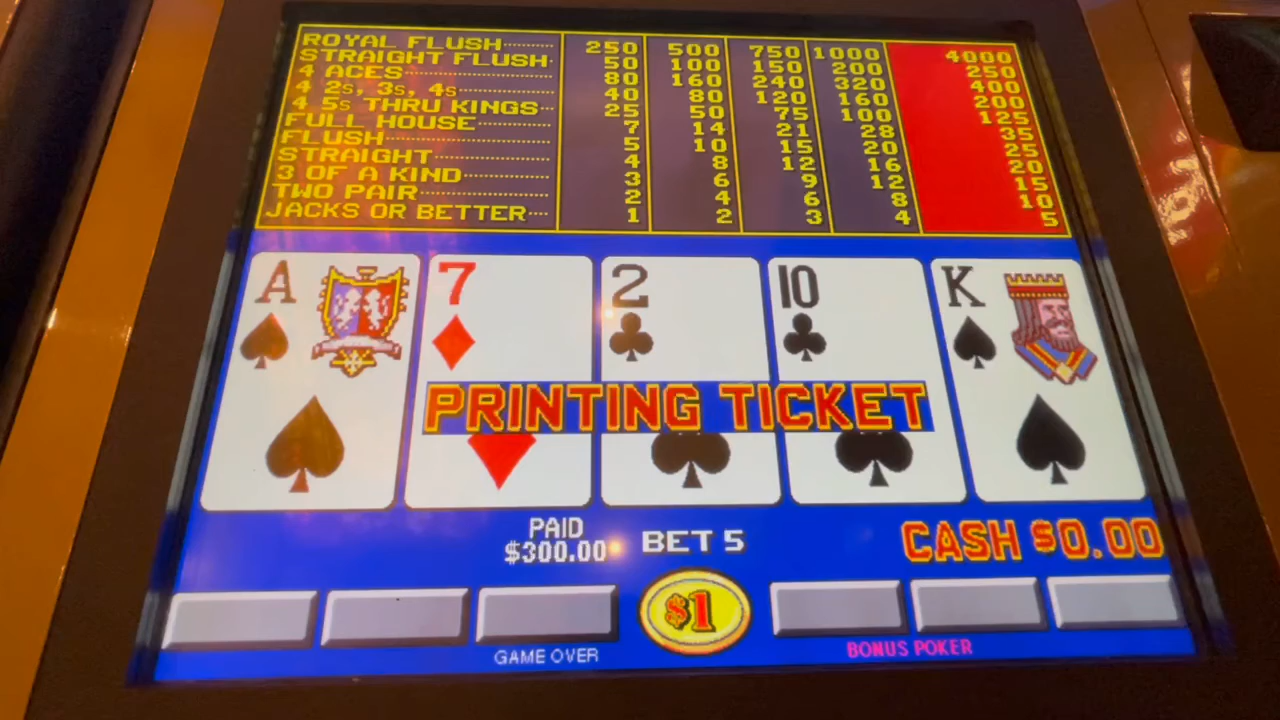 ROYAL FLUSH 250 500 750 1000 4000
STRAIGHT FLUSH 50 100 150 200 250
4 ACES 80 160 240 320 400
4 2S, 3S, 4S 40 80 120 160 200
4 5S THRU KINGS 25 50 75 100 125
FULL HOUSE 7 14 21 28 35
FLUSH 5 10 15 20 25
STRAIGHT 4 8 12 16 20
3 OF A KIND 3 6 9 12 15
TWO PAIR 2 4 6 8 10
JACKS OR BETTER 1 2 3 4 5
A 7 2 10 K
PRINTING TICKET
PAID
$300.00 BET 5 CASH $0.00
$1
GAME OVER BONUS POKER